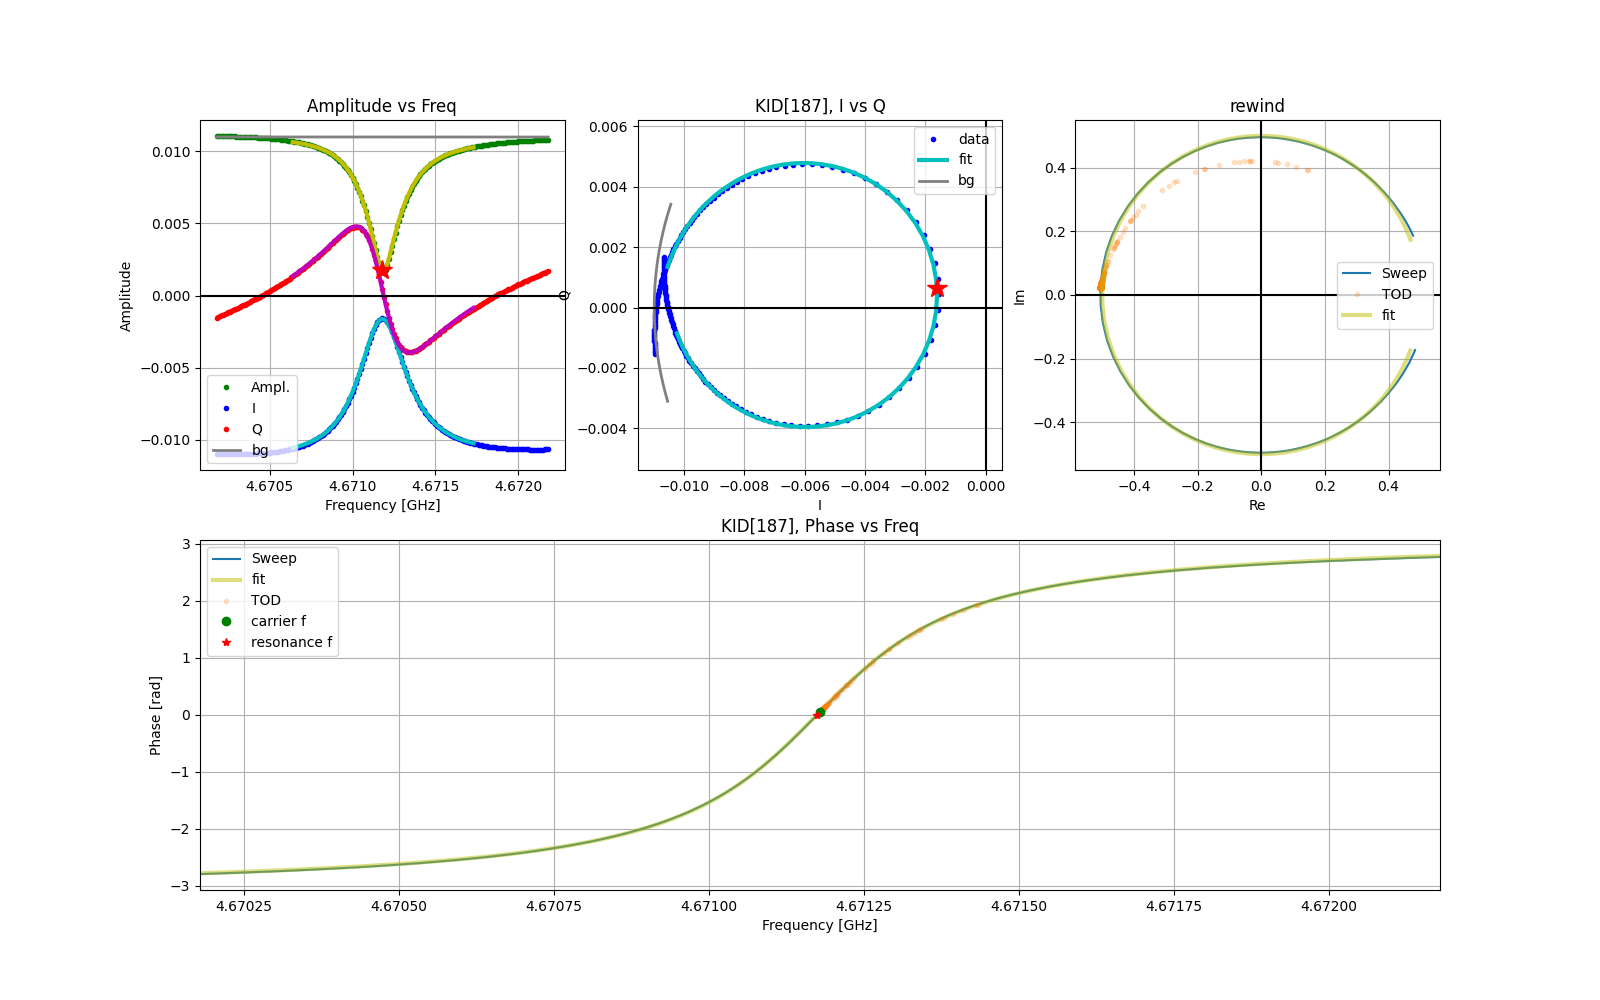 Amplitude vs Freq
0.010
0.005
0.000
−0.005
−0.010
Amplitude
Ampl.
I
Q
bg
4.6705
4.6710
4.6715
4.6720
Frequency [GHz]
KID[187], I vs Q
0.006
0.004
0.002
0.000
−0.002
−0.004
Q
data
fit
bg
−0.010
−0.008
−0.006
−0.004
−0.002
0.000
I
rewind
0.4
0.2
0.0
−0.2
−0.4
Im
Sweep
TOD
fit
−0.4
−0.2
0.0
0.2
0.4
Re
KID[187], Phase vs Freq
3
2
1
0
−1
−2
−3
Phase [rad]
Sweep
fit
TOD
carrier f
resonance f
4.67025
4.67050
4.67075
4.67100
4.67125
4.67150
4.67175
4.67200
Frequency [GHz]